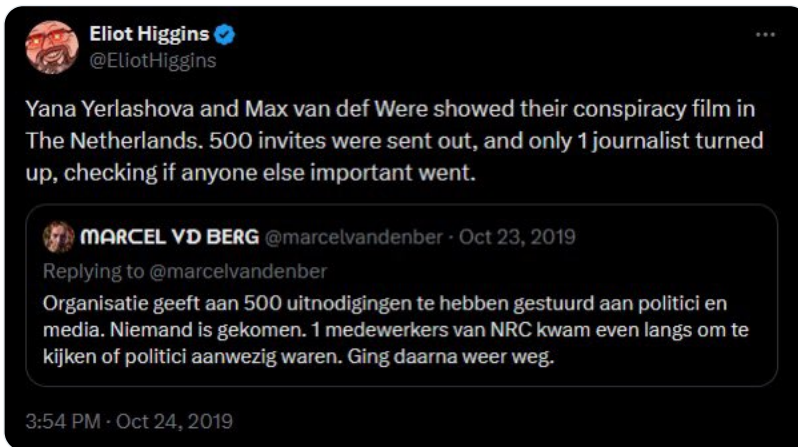 Eliot Higgins
@EliotHiggins
Yana Yerlashova and Max van def Were showed their conspiracy film in
The Netherlands. 500 invites were sent out, and only 1 journalist turned
up, checking if anyone else important went.
MARCEL VD BERG @marcelvandenber · Oct 23, 2019
Replying to @marcelvandenber
Organisatie geeft aan 500 uitnodigingen te hebben gestuurd aan politici en
media. Niemand is gekomen. 1 medewerkers van NRC kwam even langs om te
kijken of politici aanwezig waren. Ging daarna weer weg.
3:54 PM · Oct 24, 2019